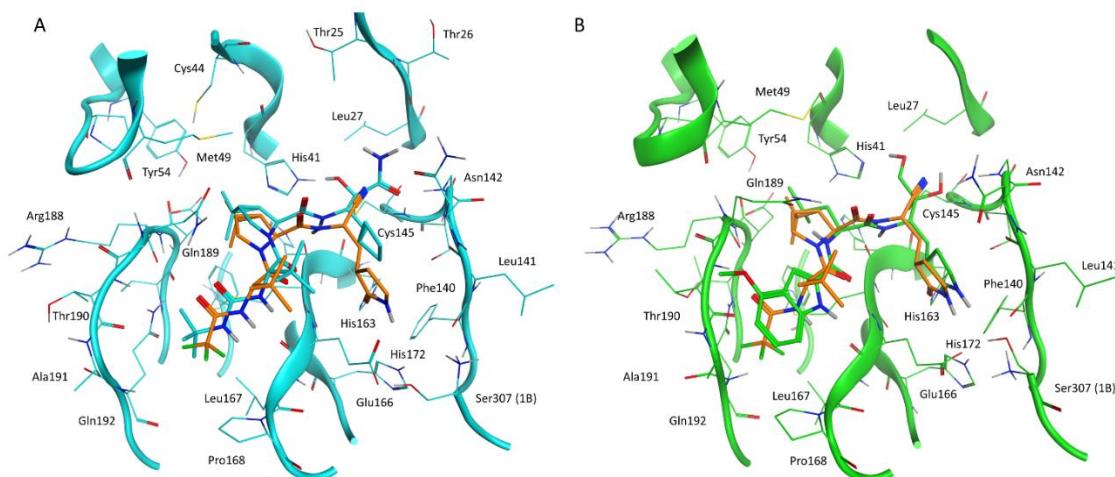 A
Thr25
Thr26
Cys44
Leu27
Tyr54
Met49
His41
Asn142
Arg188
Cys145
Gln189
Leu141
Phe140
Thr190
His163
His172
Ala191
Leu167
Glu166
Ser307 (1B)
Gln192
Pro168
B
Met49
Leu27
Tyr54
His41
Gln189
Asn142
Arg188
Cys145
Phe140
Thr190
His163
His172
Ala191
Leu167
Glu166
Ser307 (1B)
Gln192
Pro168